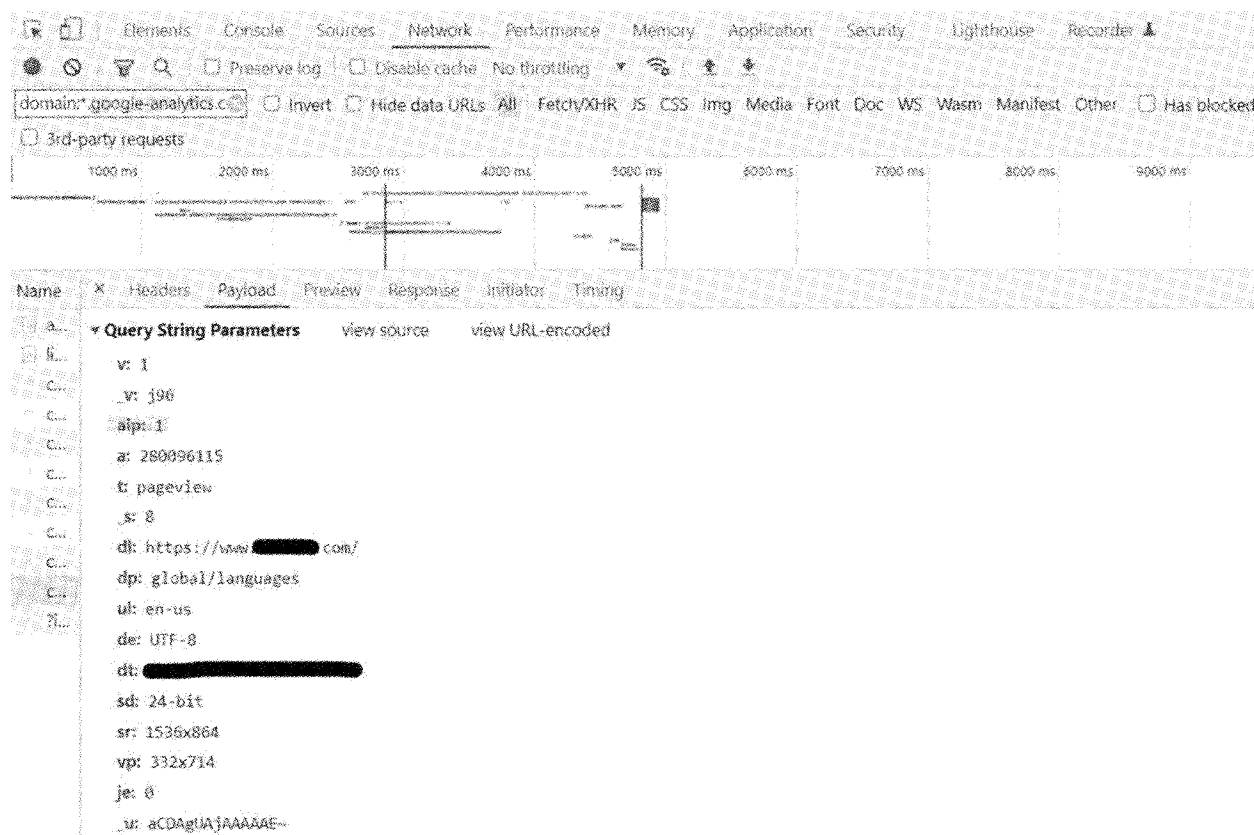 Elements Console Sources Network Performance Memory Application Security Lighthouse Recorder
Preserve log Disable cache No throttling
domain:*.google-analytics.c Invert Hide data URLs All Fetch/XHR JS CSS Img Media Font Doc WS Wasm Manifest Other Has blocked
3rd-party requests
1000 ms 2000 ms 3000 ms 4000 ms 5000 ms 6000 ms 7000 ms 8000 ms 9000 ms
Name × Headers Payload Preview Response Initiator Timing
a...
Query String Parameters view source view URL-encoded
v: 1
c...
_v: j96
c...
aip: 1
c...
a: 280096115
c...
t: pageview
c...
_s: 8
c...
dl: https://www. com/
c...
dp: global/languages
c...
ul: en-us
?i...
de: UTF-8
dt:
sd: 24-bit
sr: 1536x864
vp: 332x714
je: 0
_u: aCDAgUAjAAAAAE~